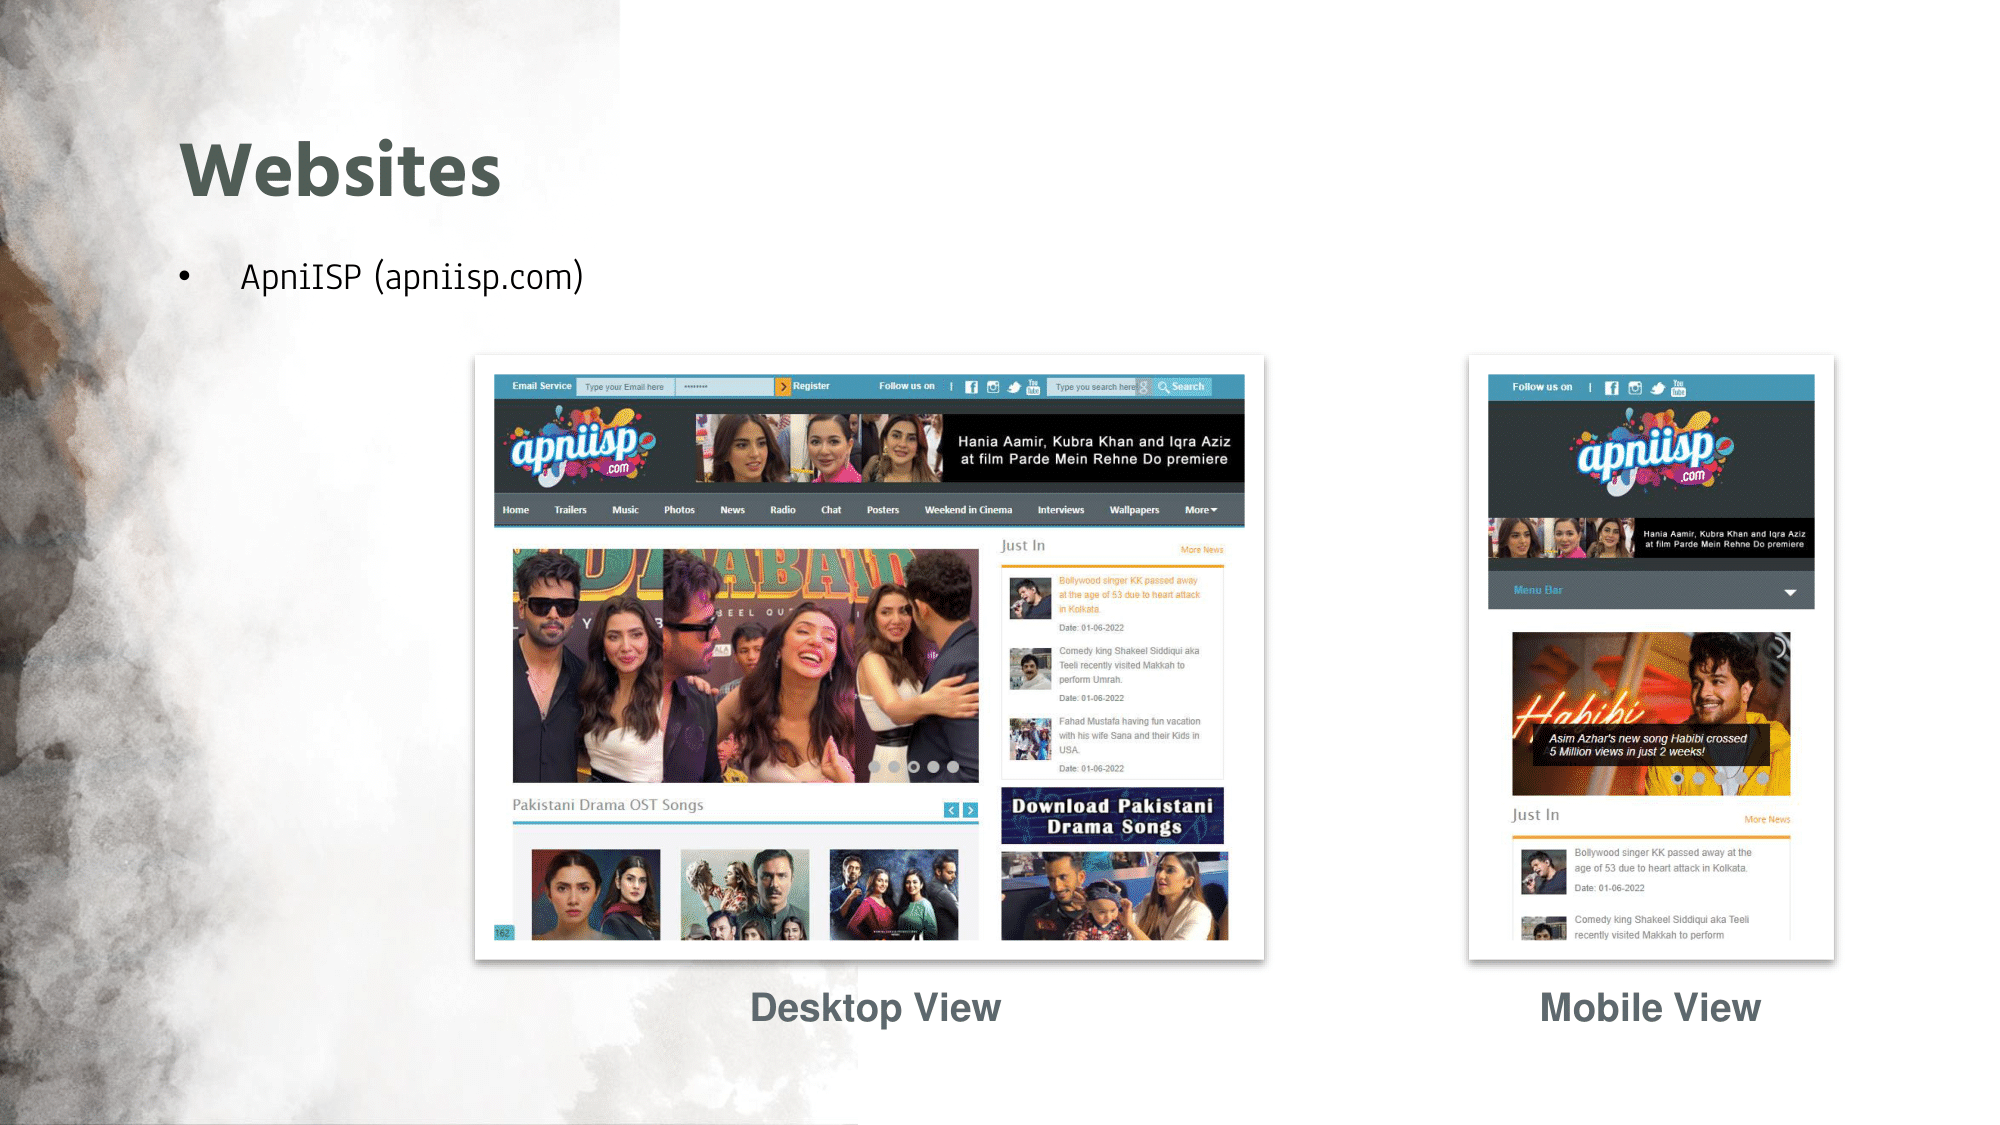 Websites
• ApniISP (apniisp.com)
Email Service Type your Email here •••••••• Register Follow us on | You Tube Type you search here Search
apniisp
.com
Hania Aamir, Kubra Khan and Iqra Aziz
at film Parde Mein Rehne Do premiere
Home Trailers Music Photos News Radio Chat Posters Weekend in Cinema Interviews Wallpapers More
Just In
More News
Bollywood singer KK passed away
at the age of 53 due to heart attack
in Kolkata
Date: 01-06-2022
Comedy king Shakeel Siddiqui aka
Teeli recently visited Makkah to
perform Umrah.
Date: 01-06-2022
Fahad Mustafa having fun vacation
with his wife Sana and their Kids in
USA.
Date: 01-06-2022
Pakistani Drama OST Songs
Download Pakistani
Drama Songs
162
Desktop View
Follow us on | You Tube
apniisp
.com
Hania Aamir, Kubra Khan and Iqra Aziz
at film Parde Mein Rehne Do premiere
Menu Bar
Habibi
Asim Azhar's new song Habibi crossed
5 Million views in just 2 weeks!
Just In
More News
Bollywood singer KK passed away at the
age of 53 due to heart attack in Kolkata.
Date: 01-06-2022
Comedy king Shakeel Siddiqui aka Teeli
recently visited Makkah to perform
Mobile View